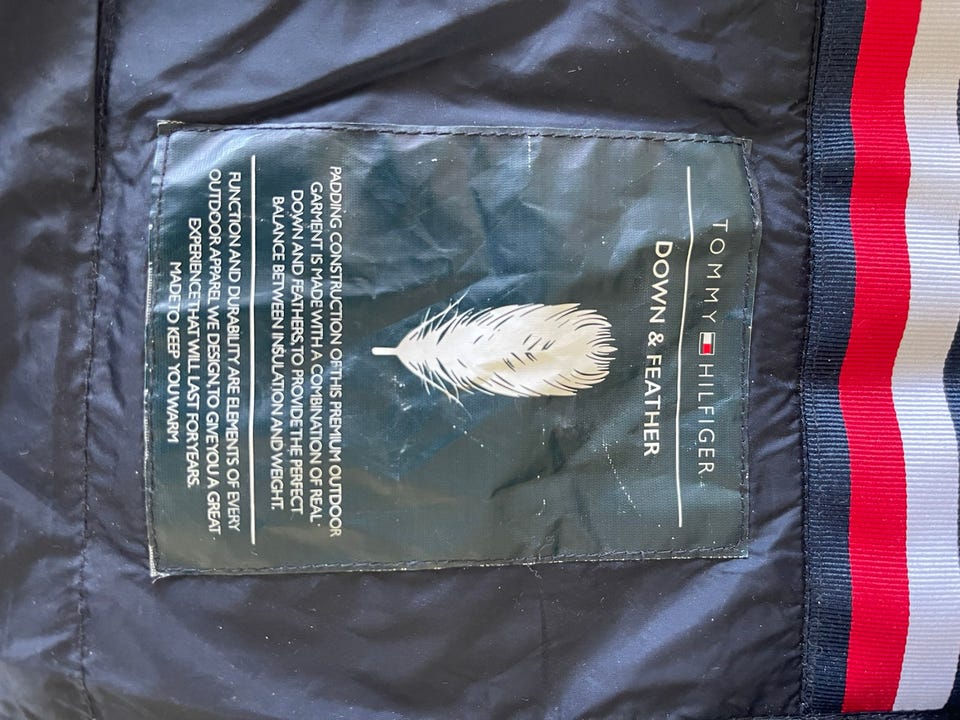 TOMMY HILFIGER
DOWN & FEATHER
PADDING CONSTRUCTION OF THIS PREMIUM OUTDOOR
GARMENT IS MADE WITH A COMBINATION OF REAL
DOWN AND FEATHERS, TO PROVIDE THE PERFECT
BALANCE BETWEEN INSULATION AND WEIGHT.
FUNCTION AND DURABILITY ARE ELEMENTS OF EVERY
OUTDOOR APPAREL WE DESIGN. TO GIVE YOU A GREAT
EXPERIENCE THAT WILL LAST FOR YEARS.
MADE TO KEEP YOU WARM